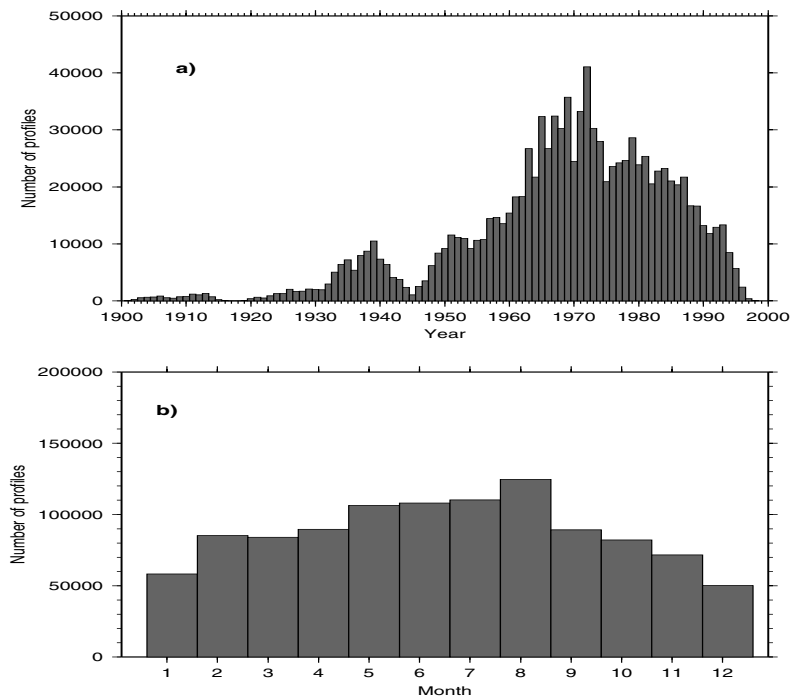 50000
a)
40000
30000
20000
10000
0
Number of profiles
1900 1910 1920 1930 1940 1950 1960 1970 1980 1990 2000
Year
200000
b)
150000
100000
50000
0
Number of profiles
1 2 3 4 5 6 7 8 9 10 11 12
Month